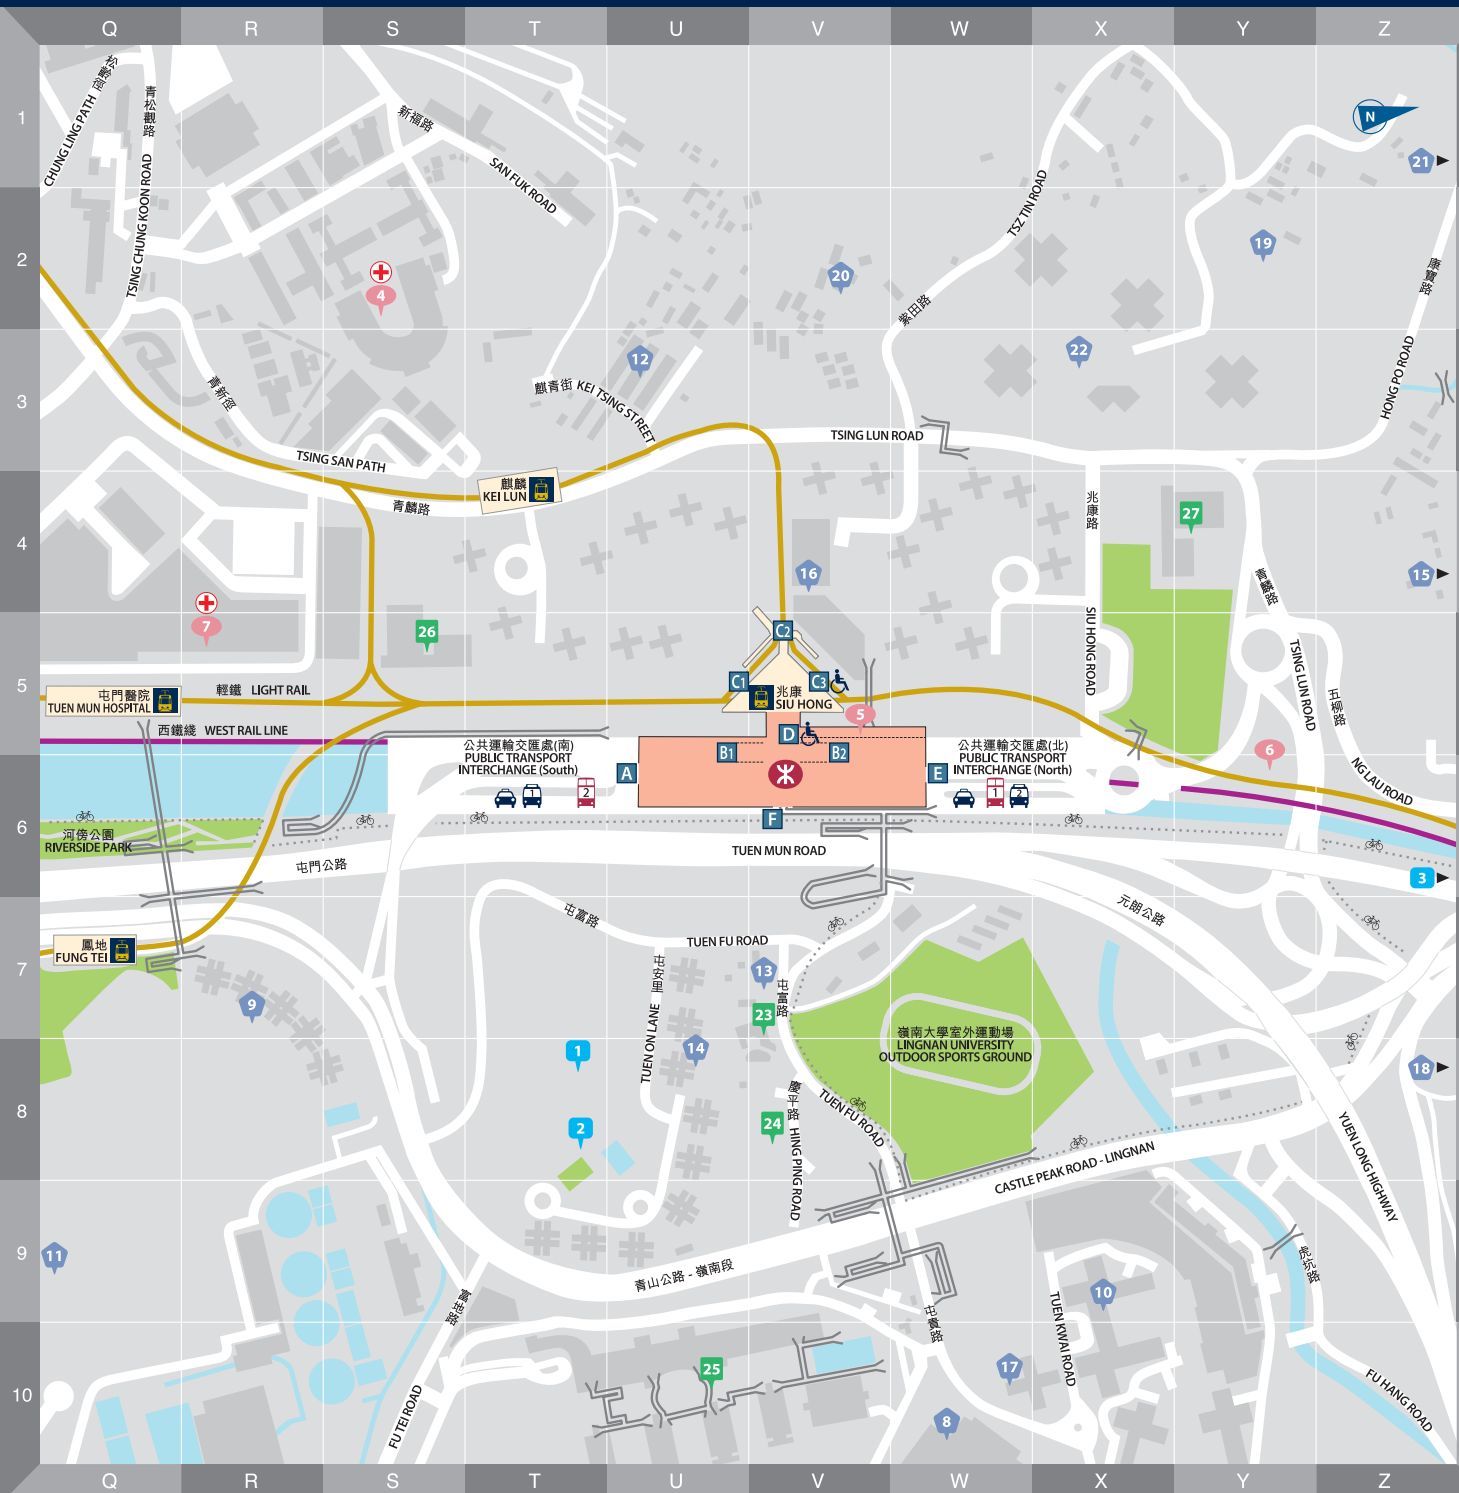 Q R S T U V W X Y Z
1
2
3
4
5
6
7
8
9
10
松齡徑
CHUNG LING PATH
青松觀路
TSING CHUNG KOON ROAD
新福路
SAN FUK ROAD
TSZ TIN ROAD
紫田路
N
21
19
20
4
康寶路
HONG PO ROAD
12
22
青新徑
麒青街 KEI TSING STREET
TSING LUN ROAD
TSING SAN PATH
麒麟
KEI LUN
青麟路
兆康路
SIU HONG ROAD
27
16
15
青麟路
TSING LUN ROAD
7
26
C2
C1
C3
兆康
SIU HONG
5
6
屯門醫院
TUEN MUN HOSPITAL
輕鐵 LIGHT RAIL
西鐵綫 WEST RAIL LINE
五柳路
NG LAU ROAD
公共運輸交匯處(南)
PUBLIC TRANSPORT
INTERCHANGE (South)
1
2
A
B1
D
B2
E
F
公共運輸交匯處(北)
PUBLIC TRANSPORT
INTERCHANGE (North)
1
2
河傍公園
RIVERSIDE PARK
屯門公路
TUEN MUN ROAD
3
元朗公路
鳳地
FUNG TEI
屯富路
TUEN FU ROAD
屯安里
TUEN ON LANE
13
屯富路
23
9
14
1
2
嶺南大學室外運動場
LINGNAN UNIVERSITY
OUTDOOR SPORTS GROUND
18
慶平路 HING PING ROAD
TUEN FU ROAD
24
CASTLE PEAK ROAD - LINGNAN
YUEN LONG HIGHWAY
11
青山公路 - 嶺南段
富地路
FU TEI ROAD
屯貴路
TUEN KWAI ROAD
10
虎坑路
FU HANG ROAD
25
17
8
Q R S T U V W X Y Z